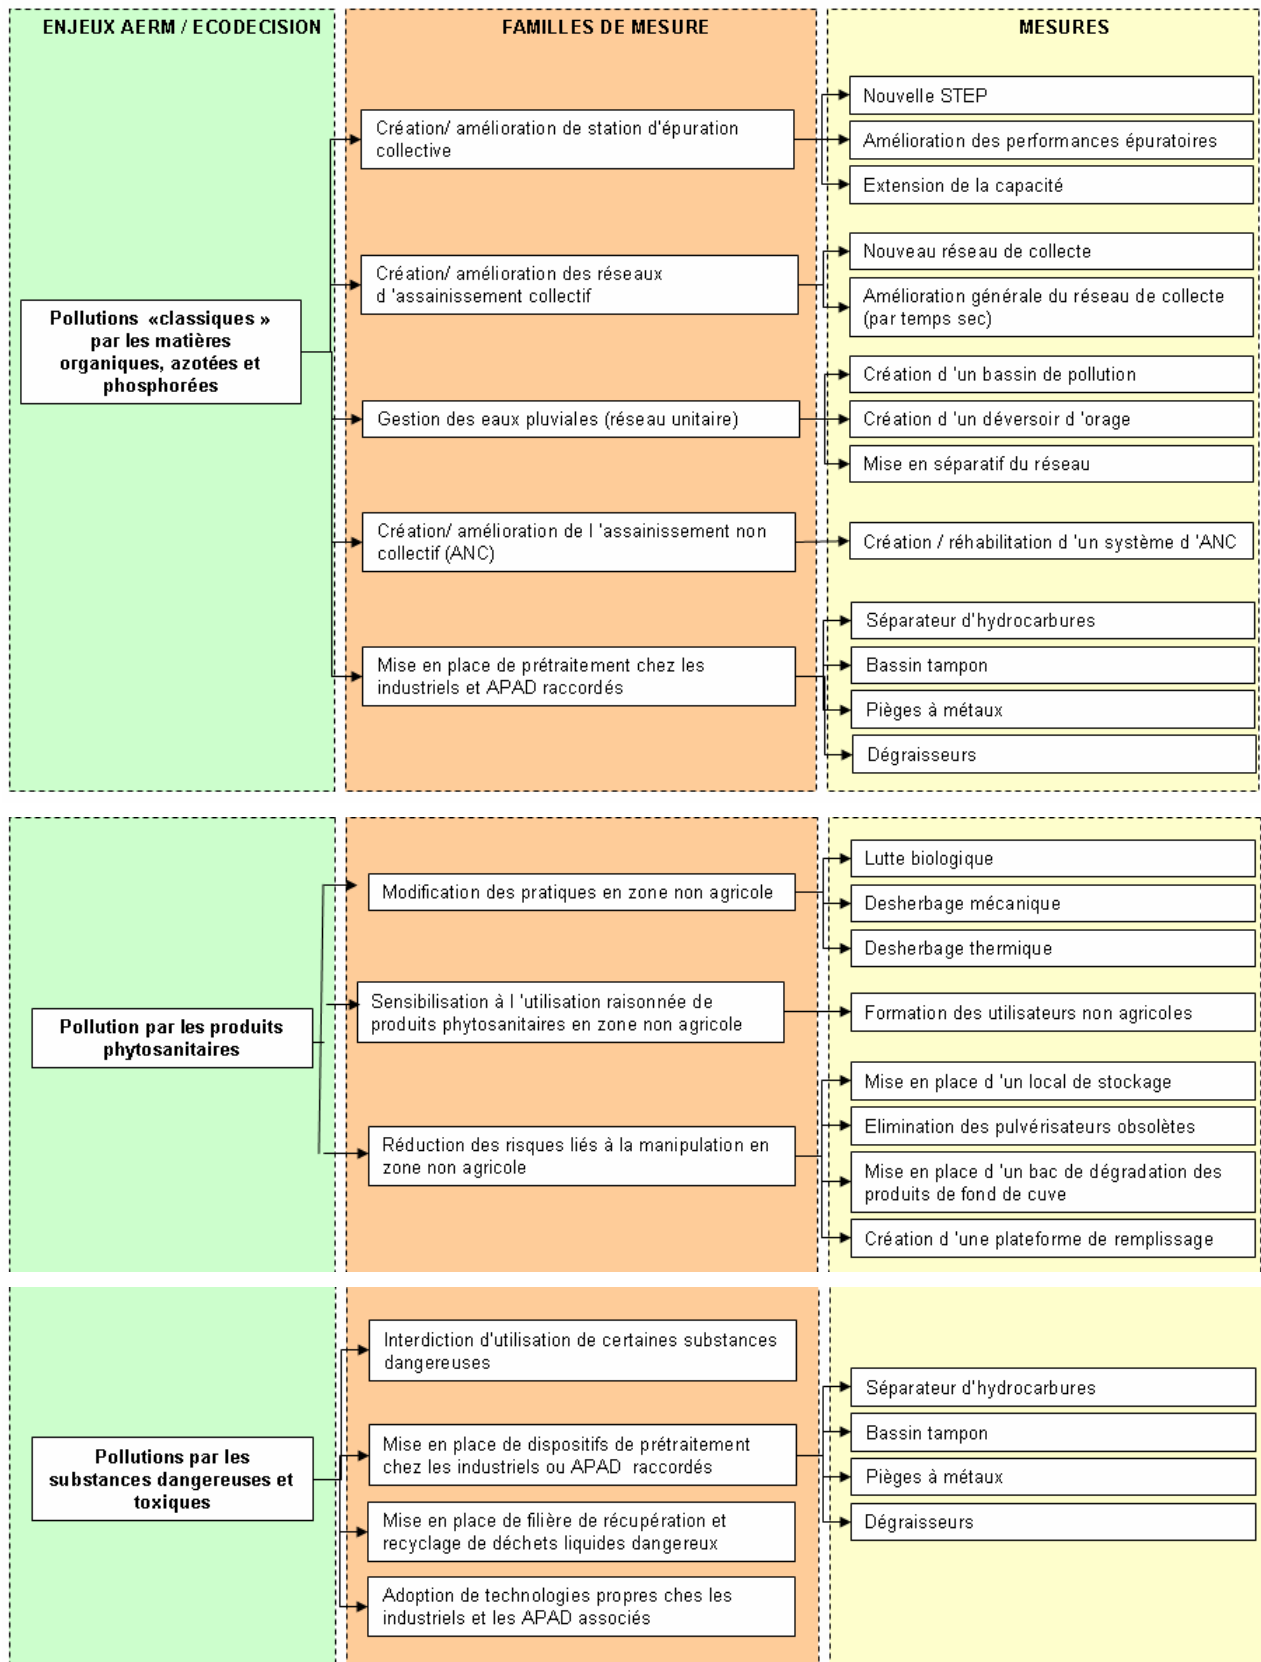 ENJEUX AERM / ECODECISION
FAMILLES DE MESURE
MESURES
Pollutions «classiques »
par les matières
organiques, azotées et
phosphorées
Création/ amélioration de station d'épuration
collective
Nouvelle STEP
Amélioration des performances épuratoires
Extension de la capacité
Création/ amélioration des réseaux
d 'assainissement collectif
Nouveau réseau de collecte
Amélioration générale du réseau de collecte
(par temps sec)
Gestion des eaux pluviales (réseau unitaire)
Création d 'un bassin de pollution
Création d 'un déversoir d 'orage
Mise en séparatif du réseau
Création/ amélioration de l 'assainissement non
collectif (ANC)
Création / réhabilitation d 'un système d 'ANC
Mise en place de prétraitement chez les
industriels et APAD raccordés
Séparateur d'hydrocarbures
Bassin tampon
Pièges à métaux
Dégraisseurs
Pollution par les produits
phytosanitaires
Modification des pratiques en zone non agricole
Lutte biologique
Desherbage mécanique
Desherbage thermique
Sensibilisation à l 'utilisation raisonnée de
produits phytosanitaires en zone non agricole
Formation des utilisateurs non agricoles
Réduction des risques liés à la manipulation en
zone non agricole
Mise en place d 'un local de stockage
Elimination des pulvérisateurs obsolètes
Mise en place d 'un bac de dégradation des
produits de fond de cuve
Création d 'une plateforme de remplissage
Pollutions par les
substances dangereuses et
toxiques
Interdiction d'utilisation de certaines substances
dangereuses
Mise en place de dispositifs de prétraitement
chez les industriels ou APAD raccordés
Séparateur d'hydrocarbures
Bassin tampon
Pièges à métaux
Dégraisseurs
Mise en place de filière de récupération et
recyclage de déchets liquides dangereux
Adoption de technologies propres ches les
industriels et les APAD associés